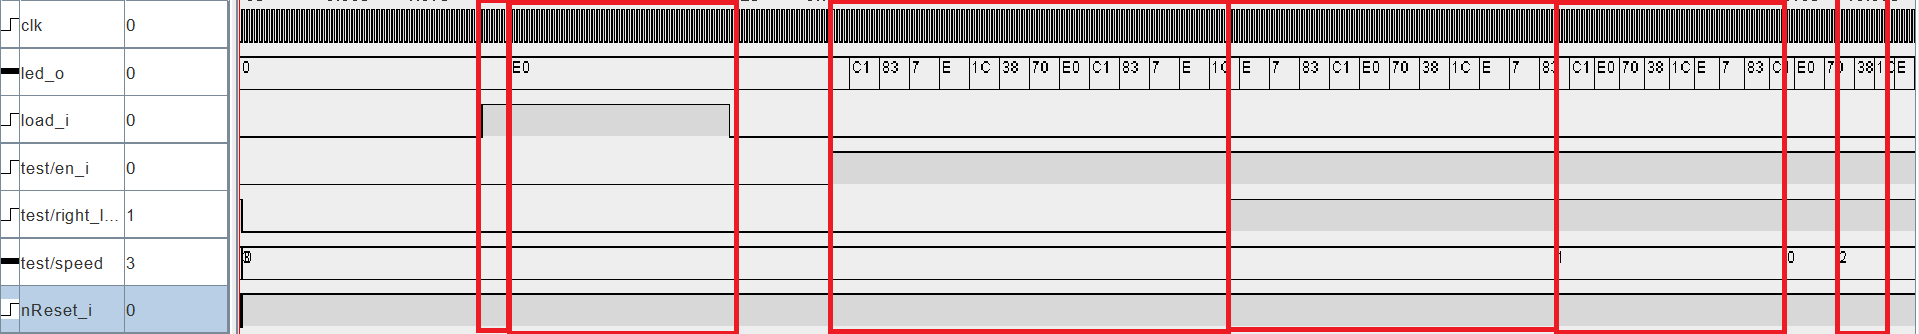 clk 0
led_o 0 0 E0 C1 83 7 E 1C 38 70 E0 C1 83 7 E 1C E 7 83 C1 E0 70 38 1C E 7 83 C1 E0 70 38 1C E 7 83 C1 E0 70 38 1C E
load_i 0
test/en_i 0
test/right_l... 1
test/speed 3 1 0 2
nReset_i 0